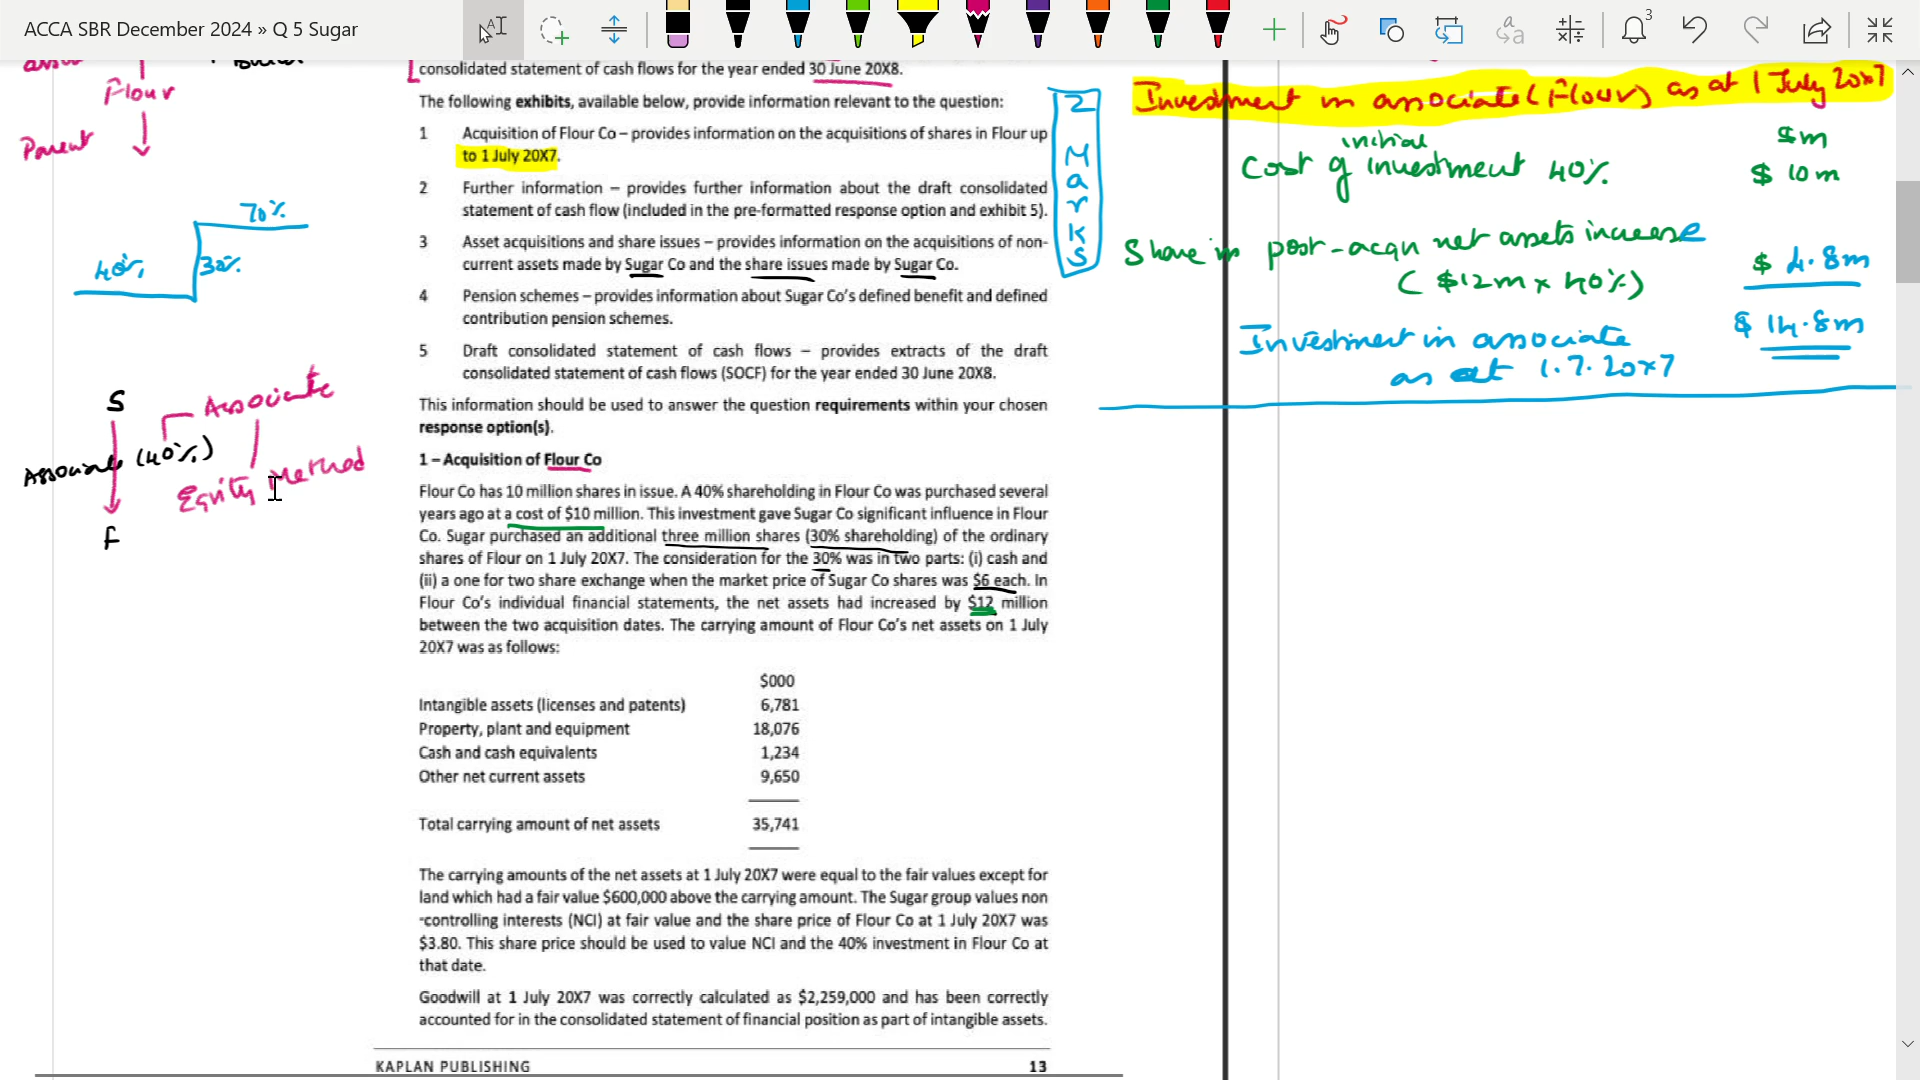 ACCA SBR December 2024 » Q 5 Sugar
3
Flour
Parent
70%
40%
30%
S
Associate
Associate (40%)
Equity Method
F
consolidated statement of cash flows for the year ended 30 June 20X8.
The following exhibits, available below, provide information relevant to the question:
1 Acquisition of Flour Co – provides information on the acquisitions of shares in Flour up
to 1 July 20X7.
2 Further information – provides further information about the draft consolidated
statement of cash flow (included in the pre-formatted response option and exhibit 5).
3 Asset acquisitions and share issues – provides information on the acquisitions of non-
current assets made by Sugar Co and the share issues made by Sugar Co.
4 Pension schemes – provides information about Sugar Co's defined benefit and defined
contribution pension schemes.
5 Draft consolidated statement of cash flows – provides extracts of the draft
consolidated statement of cash flows (SOCF) for the year ended 30 June 20X8.
This information should be used to answer the question requirements within your chosen
response option(s).
1 – Acquisition of Flour Co
Flour Co has 10 million shares in issue. A 40% shareholding in Flour Co was purchased several
years ago at a cost of $10 million. This investment gave Sugar Co significant influence in Flour
Co. Sugar purchased an additional three million shares (30% shareholding) of the ordinary
shares of Flour on 1 July 20X7. The consideration for the 30% was in two parts: (i) cash and
(ii) a one for two share exchange when the market price of Sugar Co shares was $6 each. In
Flour Co's individual financial statements, the net assets had increased by $12 million
between the two acquisition dates. The carrying amount of Flour Co's net assets on 1 July
20X7 was as follows:
$000
Intangible assets (licenses and patents) 6,781
Property, plant and equipment 18,076
Cash and cash equivalents 1,234
Other net current assets 9,650
Total carrying amount of net assets 35,741
The carrying amounts of the net assets at 1 July 20X7 were equal to the fair values except for
land which had a fair value $600,000 above the carrying amount. The Sugar group values non
-controlling interests (NCI) at fair value and the share price of Flour Co at 1 July 20X7 was
$3.80. This share price should be used to value NCI and the 40% investment in Flour Co at
that date.
Goodwill at 1 July 20X7 was correctly calculated as $2,259,000 and has been correctly
accounted for in the consolidated statement of financial position as part of intangible assets.
KAPLAN PUBLISHING 13
2 Marks
Investment in associate (Flour) as at 1 July 20x7
$m
initial
Cost of investment 40% $ 10m
Share in post-acqn net assets increase
( $12m x 40%) $ 4.8m
Investment in associate $ 14.8m
as at 1.7.20x7